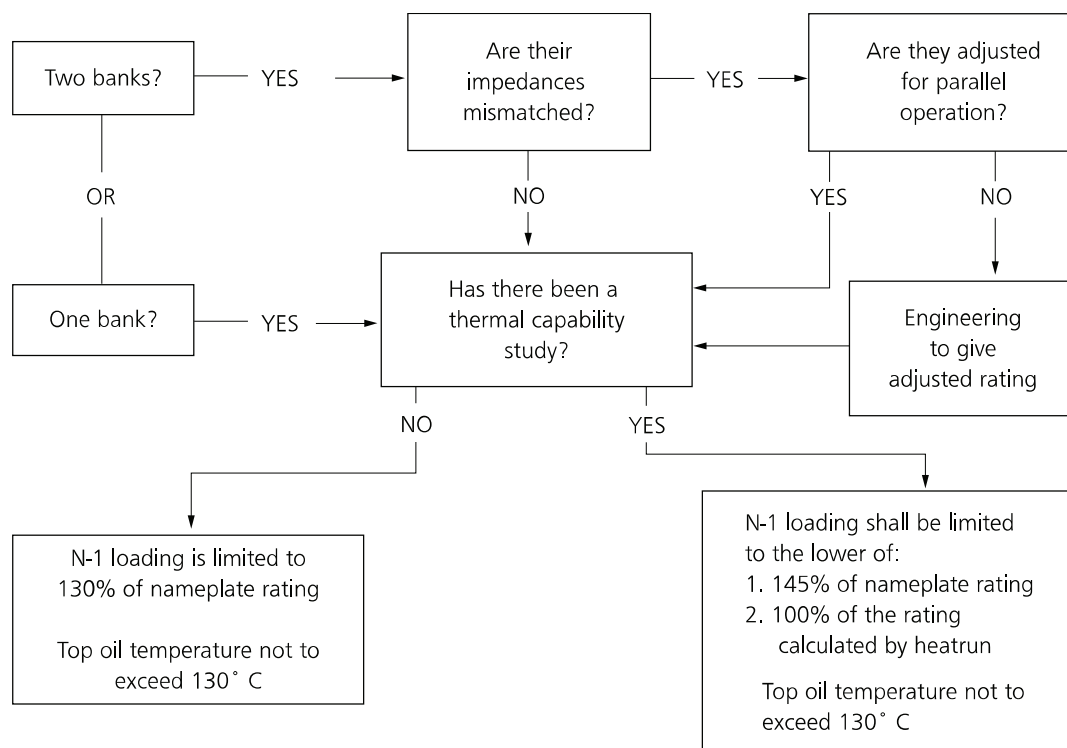 Two banks?
YES
Are their
impedances
mismatched?
YES
Are they adjusted
for parallel
operation?
OR
NO
YES
NO
One bank?
YES
Has there been a
thermal capability
study?
Engineering
to give
adjusted rating
NO
YES
N-1 loading is limited to
130% of nameplate rating
Top oil temperature not to
exceed 130˚ C
N-1 loading shall be limited
to the lower of:
1. 145% of nameplate rating
2. 100% of the rating
calculated by heatrun
Top oil temperature not to
exceed 130˚ C